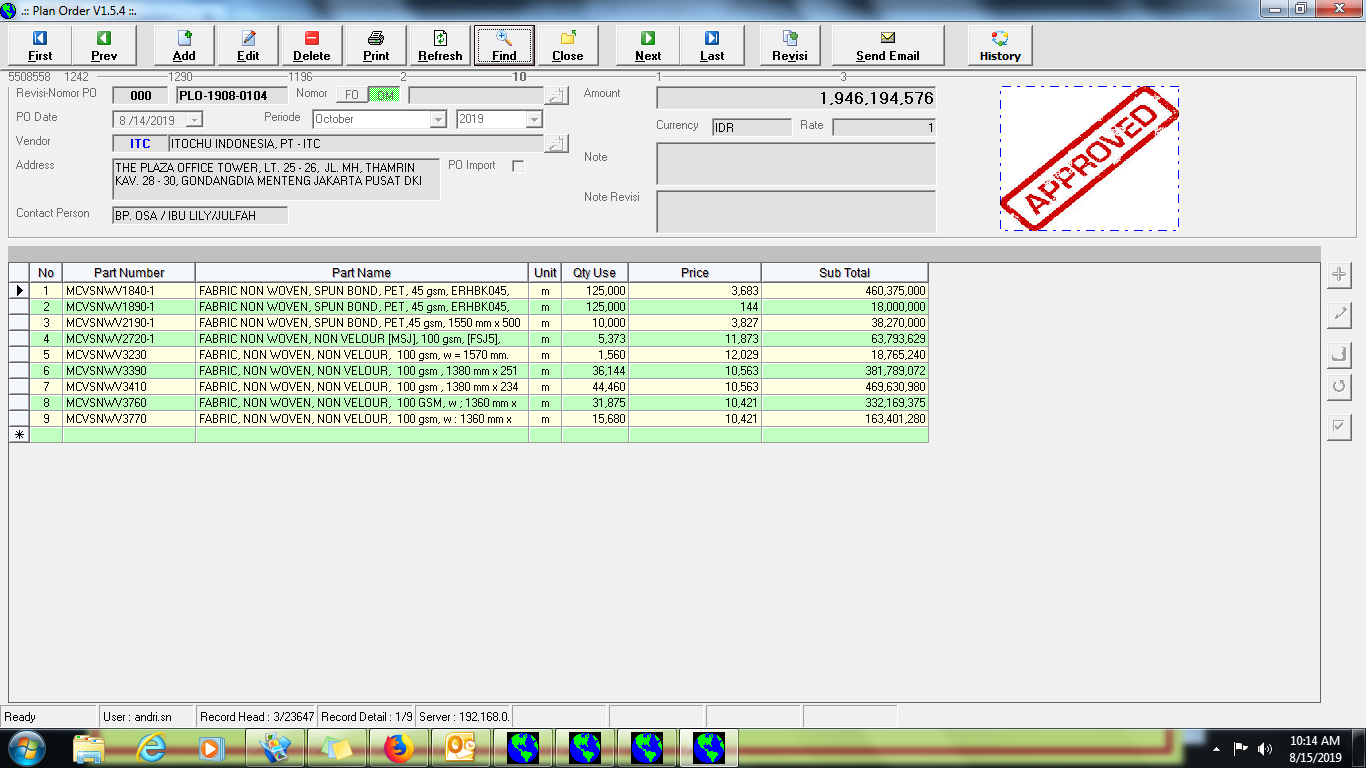 .:: Plan Order V1.5.4 ::.
First Prev Add Edit Delete Print Refresh Find Close Next Last Revisi Send Email History
5508558 1242 1290 1196 2 10 1 3
Revisi-Nomor PO 000 PLO-1908-0104 Nomor FO DM
PO Date 8 /14/2019 Periode October 2019
Vendor ITC ITOCHU INDONESIA, PT - ITC
Address THE PLAZA OFFICE TOWER, LT. 25 - 26, JL. MH, THAMRIN
KAV. 28 - 30, GONDANGDIA MENTENG JAKARTA PUSAT DKI
PO Import
Contact Person BP. OSA / IBU LILY/JULFAH
Amount 1,946,194,576
Currency IDR Rate 1
Note
Note Revisi
APPROVED
No Part Number Part Name Unit Qty Use Price Sub Total
1 MCVSNWV1840-1 FABRIC NON WOVEN, SPUN BOND, PET, 45 gsm, ERHBK045, m 125,000 3,683 460,375,000
2 MCVSNWV1890-1 FABRIC NON WOVEN, SPUN BOND, PET, 45 gsm, ERHBK045, m 125,000 144 18,000,000
3 MCVSNWV2190-1 FABRIC NON WOVEN, SPUN BOND, PET,45 gsm, 1550 mm x 500 m 10,000 3,827 38,270,000
4 MCVSNWV2720-1 FABRIC NON WOVEN, NON VELOUR [MSJ], 100 gsm, [FSJ5], m 5,373 11,873 63,793,629
5 MCVSNWV3230 FABRIC, NON WOVEN, NON VELOUR, 100 gsm, w = 1570 mm. m 1,560 12,029 18,765,240
6 MCVSNWV3390 FABRIC, NON WOVEN, NON VELOUR, 100 gsm , 1380 mm x 251 m 36,144 10,563 381,789,072
7 MCVSNWV3410 FABRIC, NON WOVEN, NON VELOUR, 100 gsm , 1380 mm x 234 m 44,460 10,563 469,630,980
8 MCVSNWV3760 FABRIC, NON WOVEN, NON VELOUR, 100 GSM, w ; 1360 mm x m 31,875 10,421 332,169,375
9 MCVSNWV3770 FABRIC, NON WOVEN, NON VELOUR, 100 gsm, w : 1360 mm x m 15,680 10,421 163,401,280
Ready User : andri.sn Record Head : 3/23647 Record Detail : 1/9 Server : 192.168.0.
10:14 AM
8/15/2019